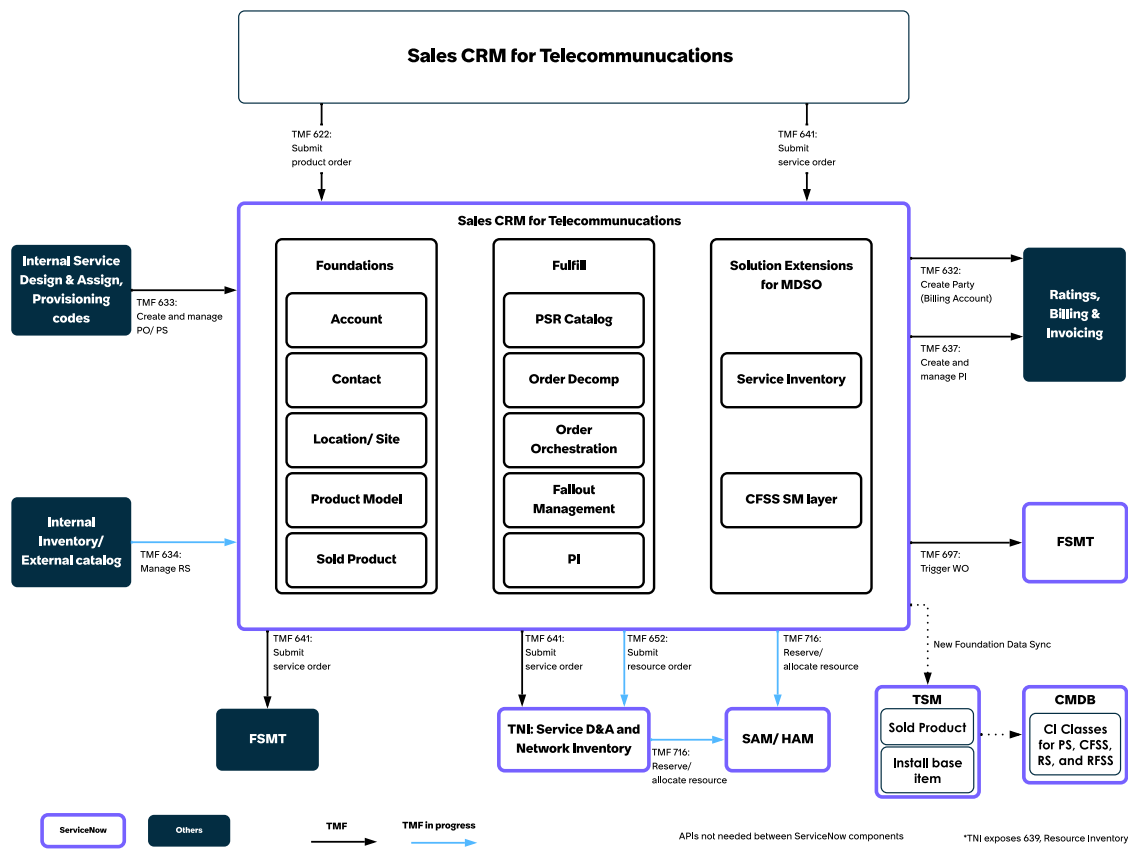 Sales CRM for Telecommunucations
TMF 622:
Submit
product order
TMF 641:
Submit
service order
Sales CRM for Telecommunucations
Internal Service
Design & Assign,
Provisioning
codes
TMF 633:
Create and manage
PO/ PS
Internal
Inventory/
External catalog
TMF 634:
Manage RS
Foundations
Account
Contact
Location/ Site
Product Model
Sold Product
Fulfill
PSR Catalog
Order Decomp
Order
Orchestration
Fallout
Management
PI
Solution Extensions
for MDSO
Service Inventory
CFSS SM layer
TMF 632:
Create Party
(Billing Account)
TMF 637:
Create and
manage PI
Ratings,
Billing &
Invoicing
TMF 697:
Trigger WO
FSMT
TMF 641:
Submit
service order
TMF 641:
Submit
service order
TMF 652:
Submit
resource order
TMF 716:
Reserve/
allocate resource
New Foundation Data Sync
FSMT
TNI: Service D&A and
Network Inventory
TMF 716:
Reserve/
allocate resource
SAM/ HAM
TSM
Sold Product
Install base
item
CMDB
CI Classes
for PS, CFSS,
RS, and RFSS
ServiceNow
Others
TMF
TMF in progress
APIs not needed between ServiceNow components
*TNI exposes 639, Resource Inventory